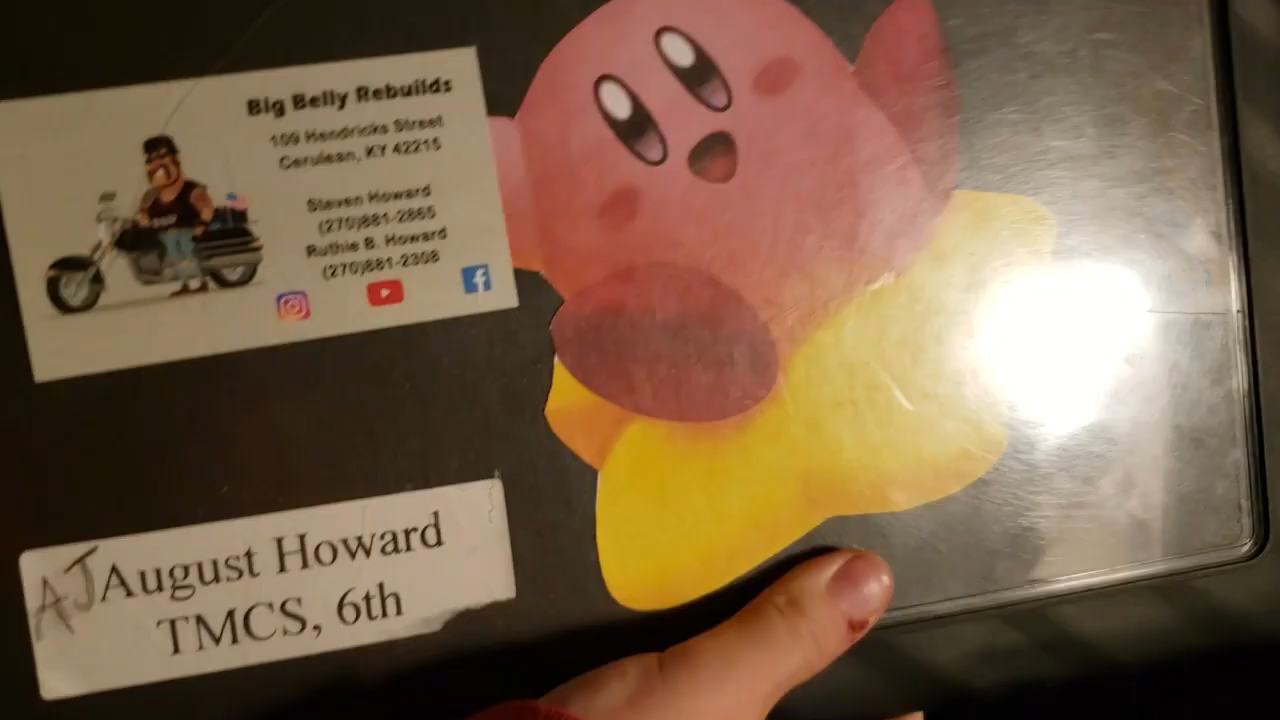 Big Belly Rebuilds
109 Hendricks Street
Cerulean, KY 42215
Steven Howard
(270)881-2865
Ruthie B. Howard
(270)881-2308
AJ August Howard
TMCS, 6th